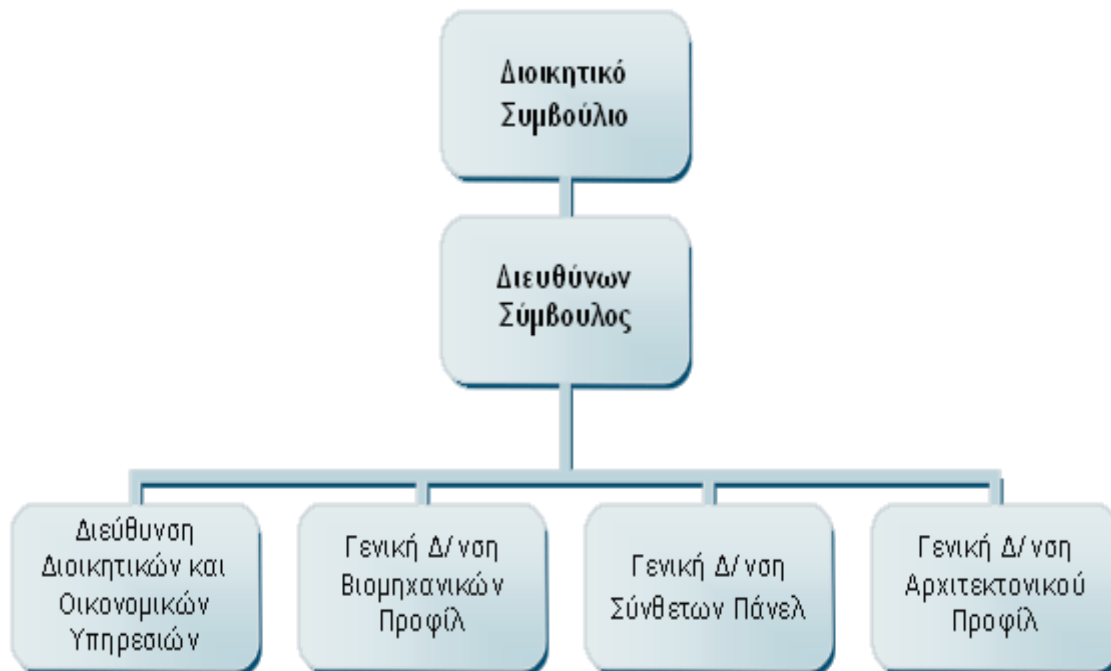 Διοικητικό
Συμβούλιο
Διευθύνων
Σύμβουλος
Διεύθυνση
Διοικητικών και
Οικονομικών
Υπηρεσιών
Γενική Δ/νση
Βιομηχανικών
Προφίλ
Γενική Δ/νση
Σύνθετων Πάνελ
Γενική Δ/νση
Αρχιτεκτονικού
Προφίλ